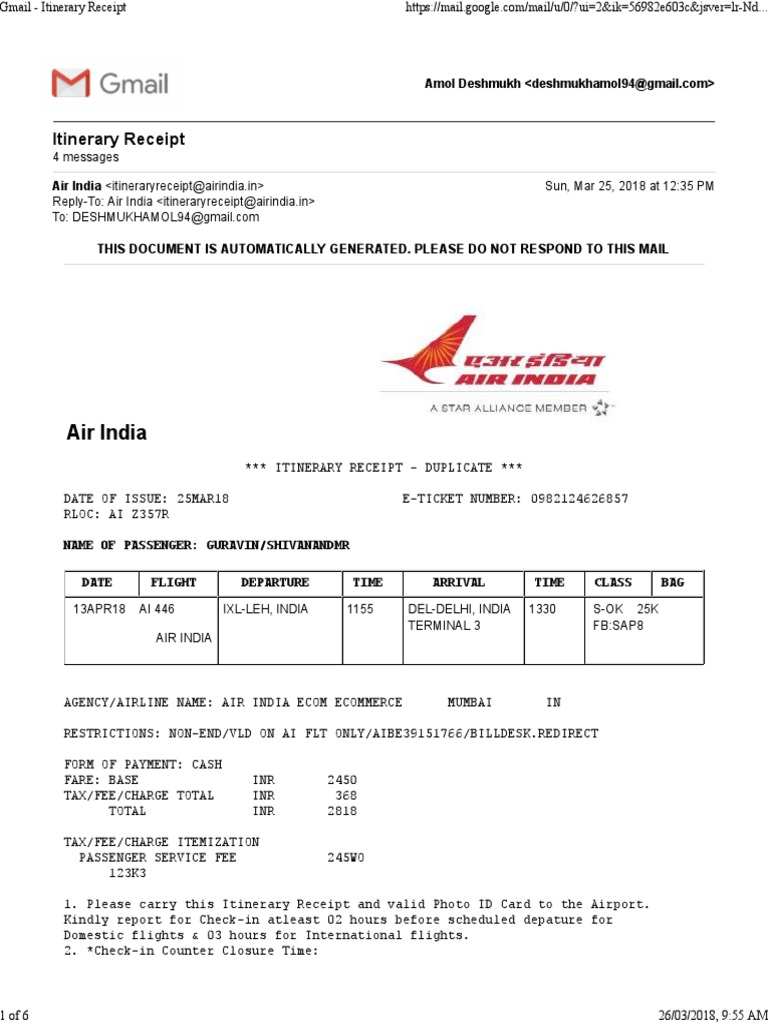 Gmail - Itinerary Receipt https://mail.google.com/mail/u/0/?ui=2&ik=56982e603c&jsver=lr-Nd...
Gmail Amol Deshmukh <deshmukhamol94@gmail.com>
Itinerary Receipt
4 messages
Air India <itineraryreceipt@airindia.in> Sun, Mar 25, 2018 at 12:35 PM
Reply-To: Air India <itineraryreceipt@airindia.in>
To: DESHMUKHAMOL94@gmail.com
THIS DOCUMENT IS AUTOMATICALLY GENERATED. PLEASE DO NOT RESPOND TO THIS MAIL
एअर इंडिया
AIR INDIA
A STAR ALLIANCE MEMBER
Air India
*** ITINERARY RECEIPT - DUPLICATE ***
DATE OF ISSUE: 25MAR18 E-TICKET NUMBER: 0982124626857
RLOC: AI Z357R
NAME OF PASSENGER: GURAVIN/SHIVANANDMR
DATE FLIGHT DEPARTURE TIME ARRIVAL TIME CLASS BAG
13APR18 AI 446 IXL-LEH, INDIA 1155 DEL-DELHI, INDIA 1330 S-OK 25K
TERMINAL 3 FB:SAP8
AIR INDIA
AGENCY/AIRLINE NAME: AIR INDIA ECOM ECOMMERCE MUMBAI IN
RESTRICTIONS: NON-END/VLD ON AI FLT ONLY/AIBE39151766/BILLDESK.REDIRECT
FORM OF PAYMENT: CASH
FARE: BASE INR 2450
TAX/FEE/CHARGE TOTAL INR 368
TOTAL INR 2818
TAX/FEE/CHARGE ITEMIZATION
PASSENGER SERVICE FEE 245WO
123K3
1. Please carry this Itinerary Receipt and valid Photo ID Card to the Airport.
Kindly report for Check-in atleast 02 hours before scheduled depature for
Domestic flights & 03 hours for International flights.
2. *Check-in Counter Closure Time:
1 of 6 26/03/2018, 9:55 AM